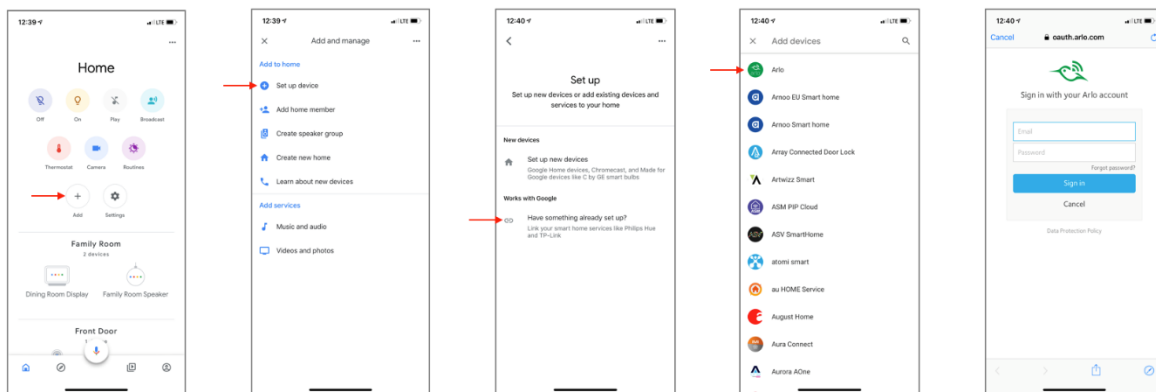 12:39
LTE
Home
Off
On
Play
Broadcast
Thermostat
Camera
Routines
Add
Settings
Family Room
2 devices
Dining Room Display
Family Room Speaker
Front Door
12:39
LTE
Add and manage
Add to home
Set up device
Add home member
Create speaker group
Create new home
Learn about new devices
Add services
Music and audio
Videos and photos
12:40
LTE
Set up
Set up new devices or add existing devices and
services to your home
New devices
Set up new devices
Google Home devices, Chromecast, and Made for
Google devices like C by GE smart bulbs
Works with Google
Have something already set up?
Link your smart home services like Philips Hue
and TP-Link
12:40
LTE
Add devices
Arlo
Arnoo EU Smart home
Arnoo Smart home
Array Connected Door Lock
Artwizz Smart
ASM PIP Cloud
ASV SmartHome
atomi smart
au HOME Service
August Home
Aura Connect
Aurora AOne
12:40
LTE
Cancel
oauth.arlo.com
Sign in with your Arlo account
Email
Password
Forgot password?
Sign in
Cancel
Data Protection Policy